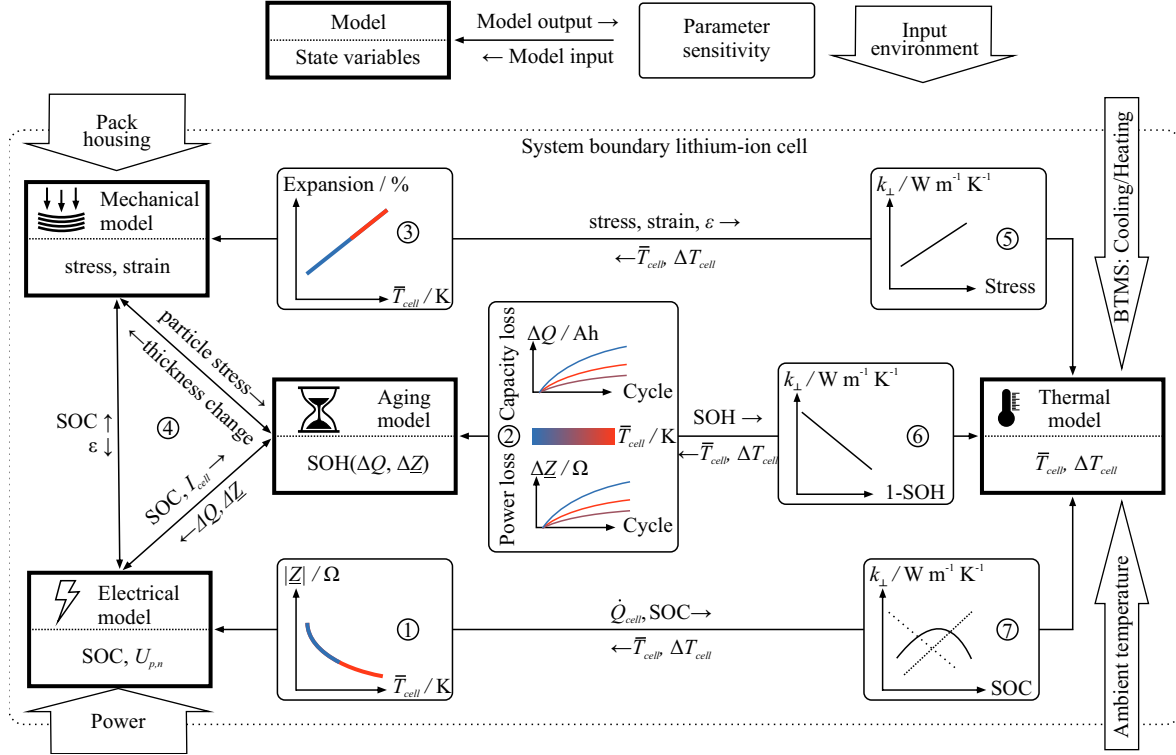 Model
State variables
Model output →
← Model input
Parameter
sensitivity
Input
environment
Pack
housing
System boundary lithium-ion cell
BTMS: Cooling/Heating
Mechanical
model
stress, strain
Expansion / %
③
T̅cell / K
stress, strain, ε →
←T̅cell, ΔTcell
k⊥ / W m⁻¹ K⁻¹
⑤
Stress
particle stress→
←thickness change
SOC ↑
ε ↓
④
SOC, Icell →
←ΔQ, ΔZ̲
Aging
model
SOH(ΔQ, ΔZ̲)
Capacity loss
ΔQ / Ah
Cycle
②
T̅cell / K
Power loss
ΔZ̲ / Ω
Cycle
SOH →
←T̅cell, ΔTcell
k⊥ / W m⁻¹ K⁻¹
⑥
1-SOH
Thermal
model
T̅cell, ΔTcell
Electrical
model
SOC, Up,n
|Z̲| / Ω
①
T̅cell / K
Q̇cell, SOC→
←T̅cell, ΔTcell
k⊥ / W m⁻¹ K⁻¹
⑦
SOC
Ambient temperature
Power